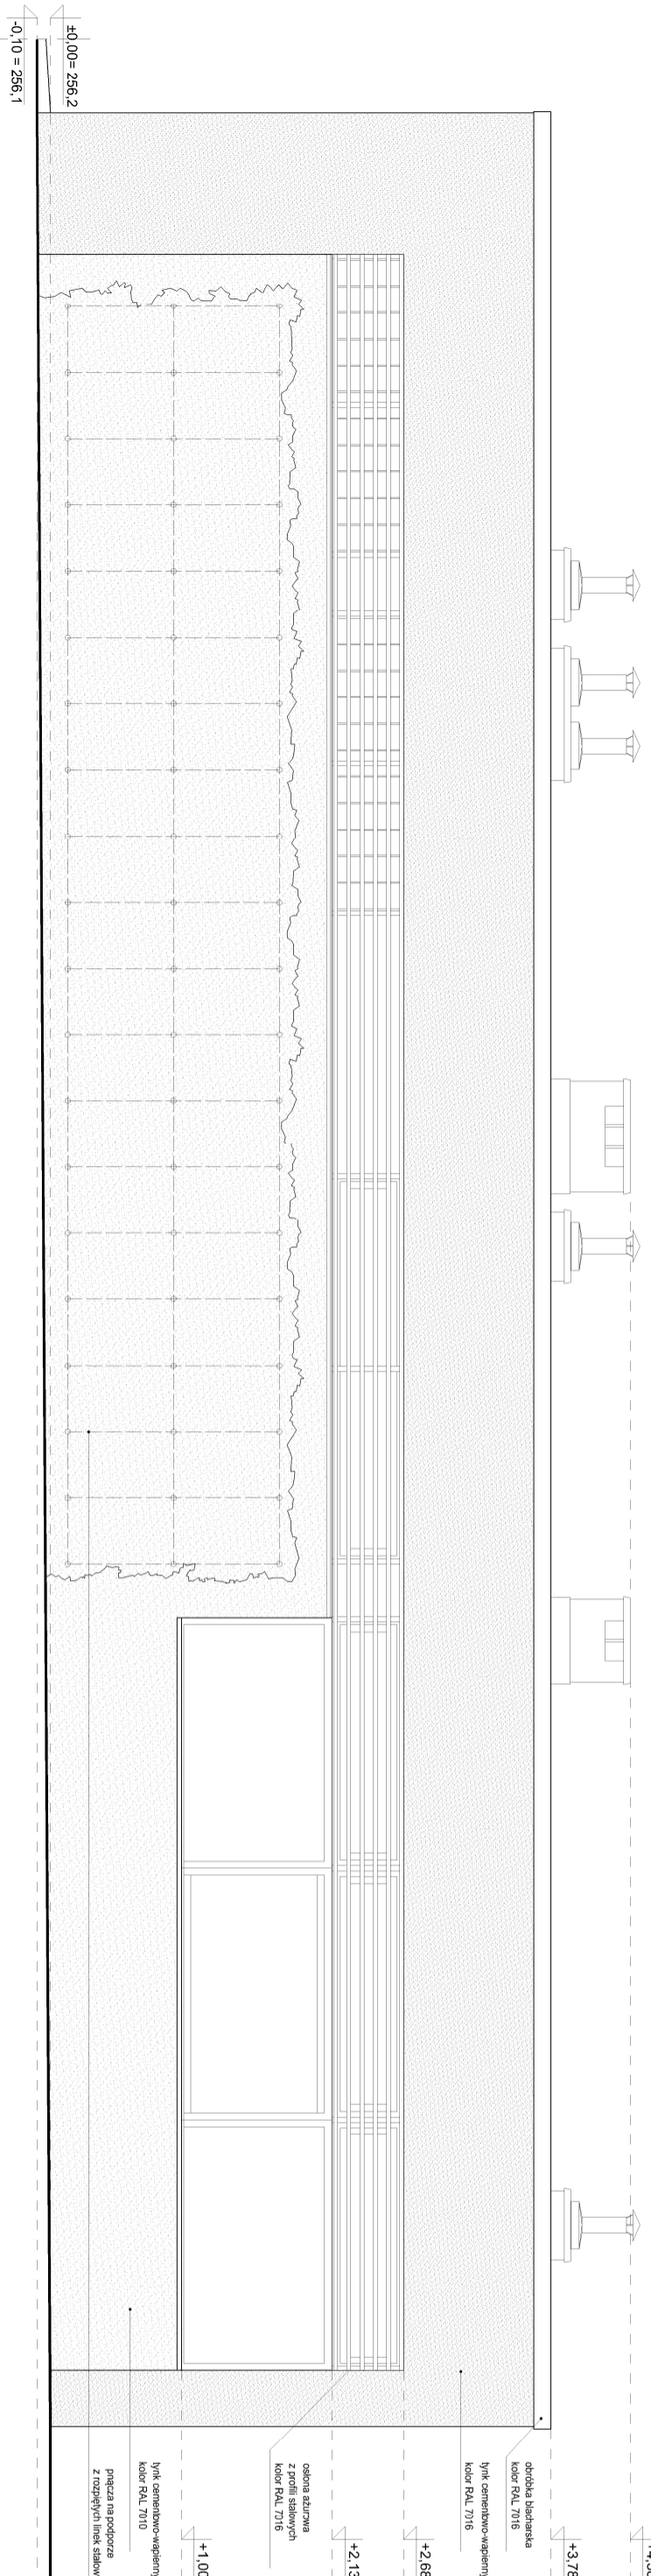 ±0,00= 256,2
-0,10 = 256,1
+3,78
+2,68
+2,13
+1,00
obróbka blacharska
kolor RAL 7016
tynk cementowo-wapienny
kolor RAL 7016
osłona ażurowa
z profili stalowych
kolor RAL 7016
tynk cementowo-wapienny
kolor RAL 7010
pnącza na podporze
z rozpiętych linek stalow